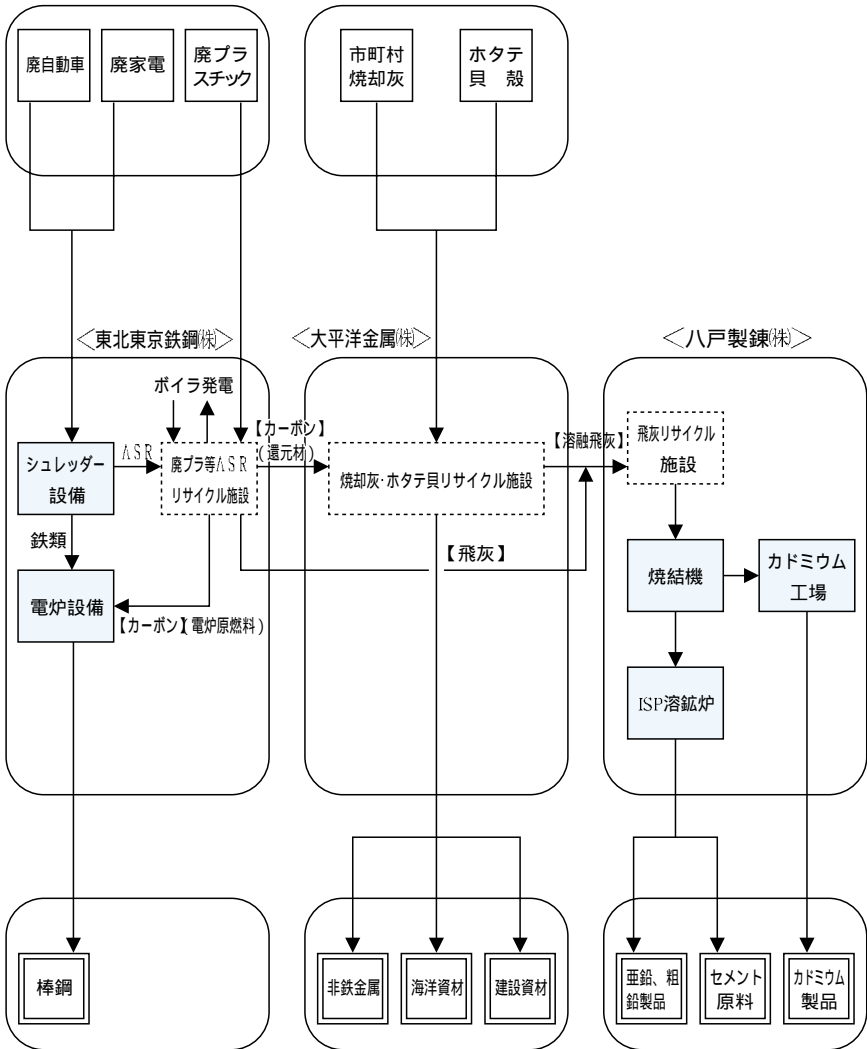 廃自動車
廃家電
廃プラ
スチック
市町村
焼却灰
ホタテ
貝　殻
＜東北東京鉄鋼㈱＞
＜大平洋金属㈱＞
＜八戸製錬㈱＞
ボイラ発電
シュレッダー
設備
ASR
廃プラ等ASR
リサイクル施設
【カーボン】
(還元材)
焼却灰・ホタテ貝リサイクル施設
【溶融飛灰】
飛灰リサイクル
施設
鉄類
【飛灰】
電炉設備
【カーボン】(電炉原燃料)
焼結機
カドミウム
工場
ISP溶鉱炉
棒鋼
非鉄金属
海洋資材
建設資材
亜鉛、粗
鉛製品
セメント
原料
カドミウム
製品